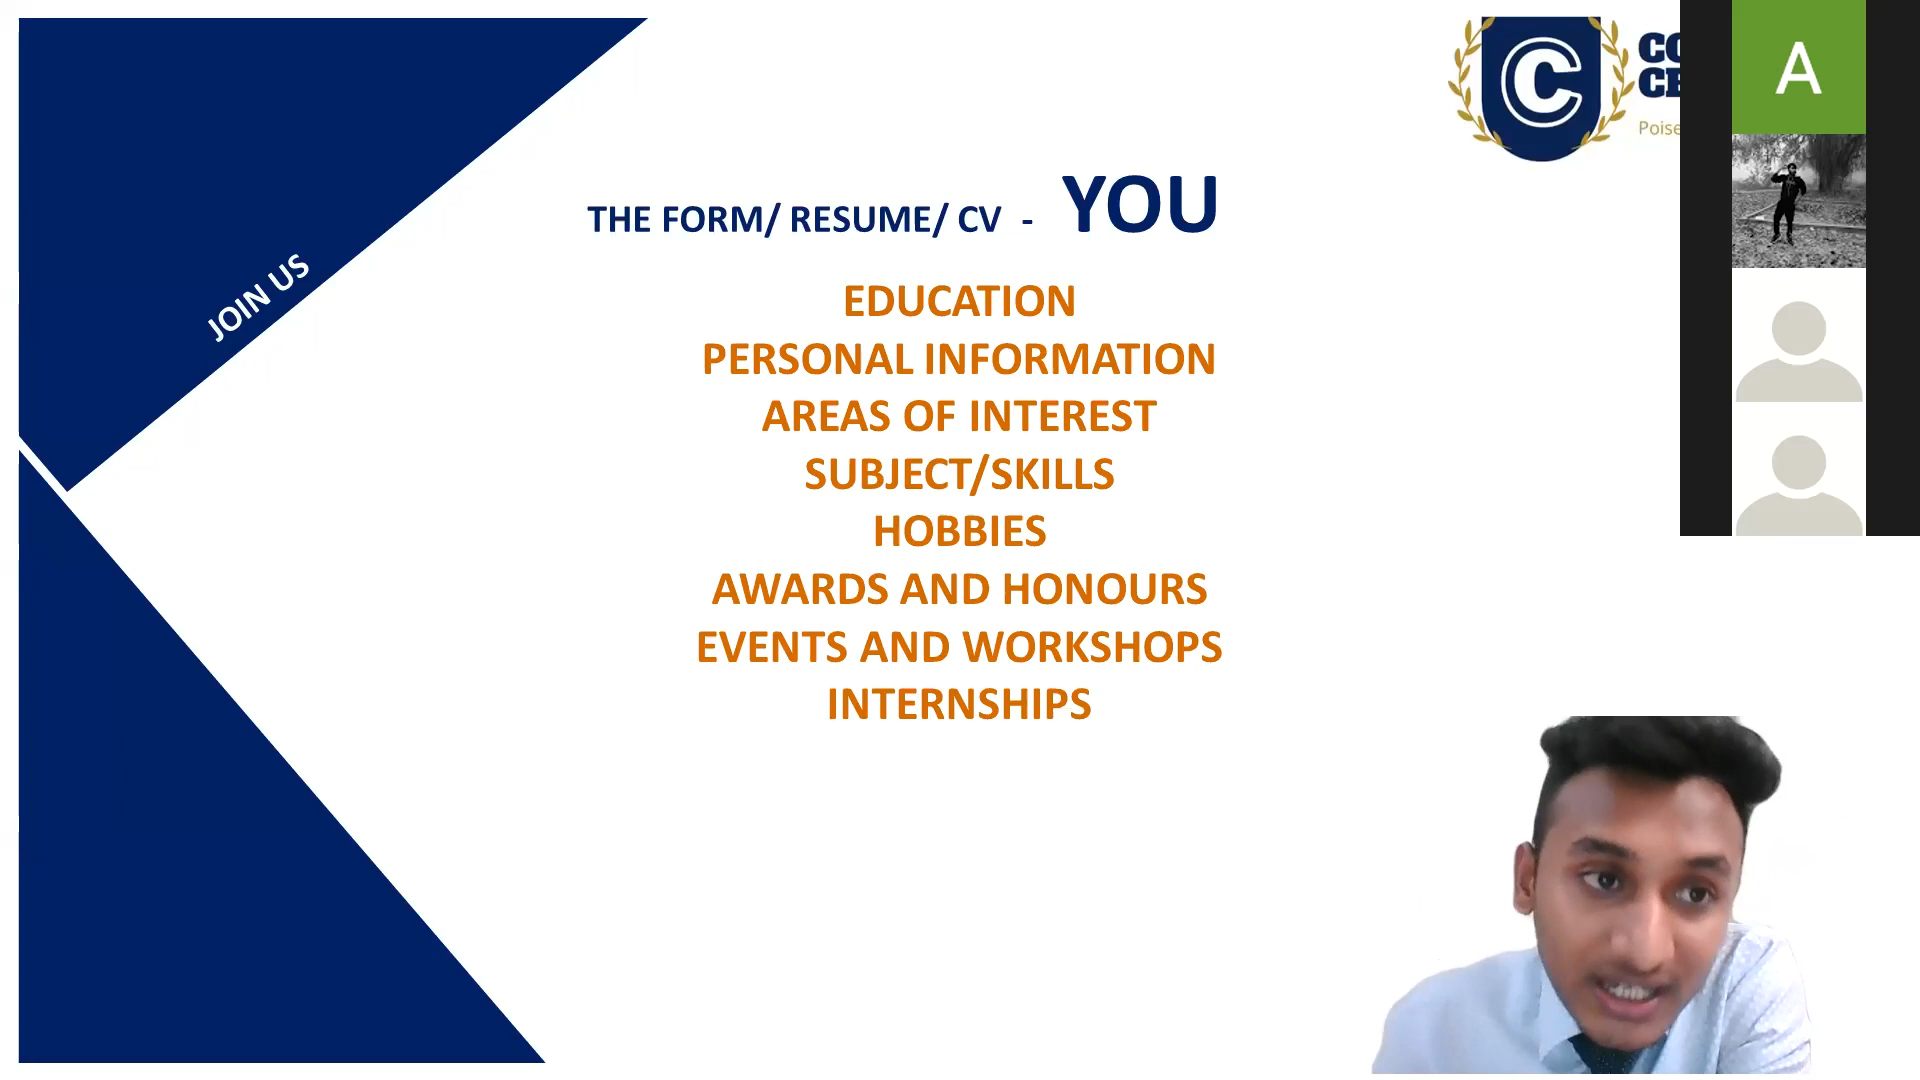 JOIN US
C
Poise
A
THE FORM/ RESUME/ CV - YOU
EDUCATION
PERSONAL INFORMATION
AREAS OF INTEREST
SUBJECT/SKILLS
HOBBIES
AWARDS AND HONOURS
EVENTS AND WORKSHOPS
INTERNSHIPS